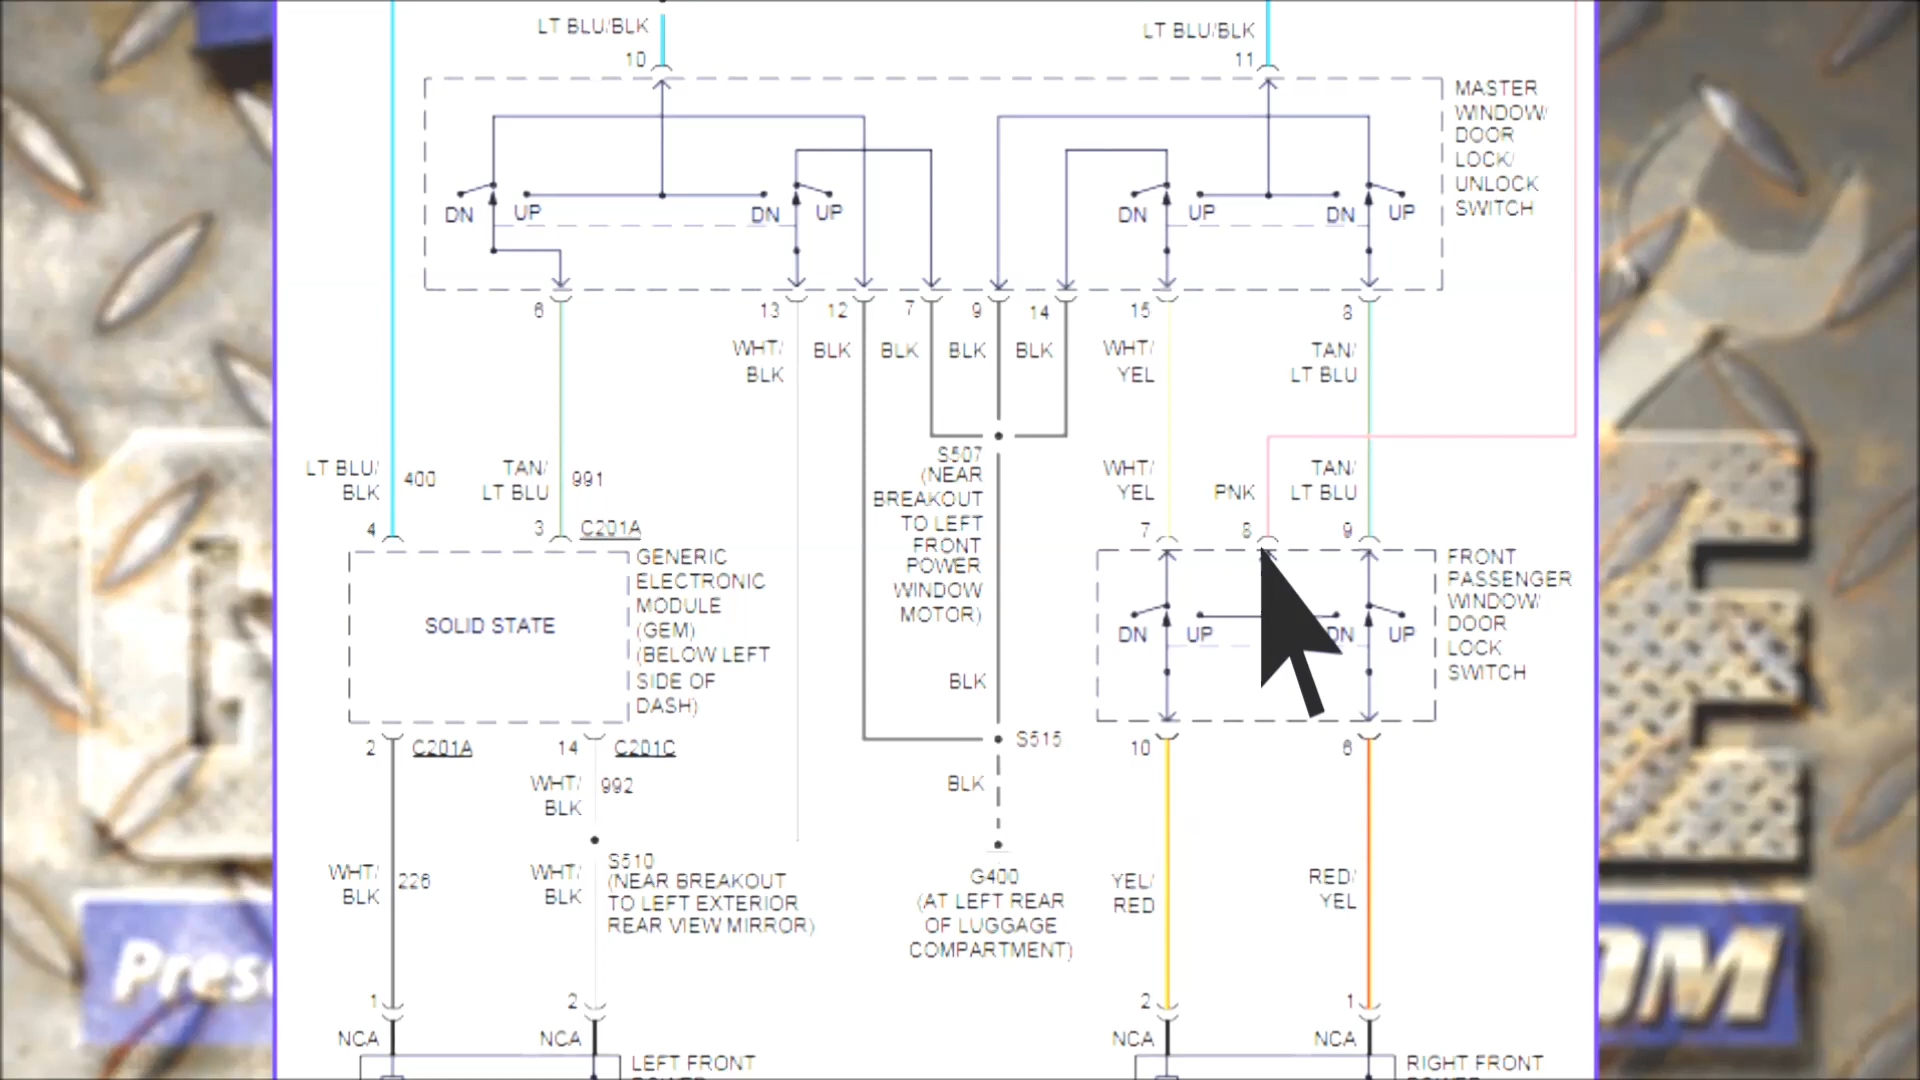 LT BLU/BLK
10
LT BLU/BLK
11
MASTER
WINDOW/
DOOR
LOCK/
UNLOCK
SWITCH
DN UP DN UP
DN UP DN UP
6 13 12 7 9 14 15 8
WHT/
BLK
BLK
BLK
BLK
BLK
WHT/
YEL
TAN/
LT BLU
LT BLU/
BLK
400
TAN/
LT BLU
991
4
3
C201A
S507
(NEAR
BREAKOUT
TO LEFT
FRONT
POWER
WINDOW
MOTOR)
WHT/
YEL
PNK
TAN/
LT BLU
7 8 9
GENERIC
ELECTRONIC
MODULE
(GEM)
(BELOW LEFT
SIDE OF
DASH)
SOLID STATE
FRONT
PASSENGER
WINDOW/
DOOR
LOCK
SWITCH
DN UP DN UP
BLK
2 C201A 14 C201C
S515
10 6
WHT/
BLK
992
BLK
S510
(NEAR BREAKOUT
TO LEFT EXTERIOR
REAR VIEW MIRROR)
WHT/
BLK
226
WHT/
BLK
G400
(AT LEFT REAR
OF LUGGAGE
COMPARTMENT)
YEL/
RED
RED/
YEL
1 2 2 1
NCA NCA NCA NCA
LEFT FRONT
RIGHT FRONT